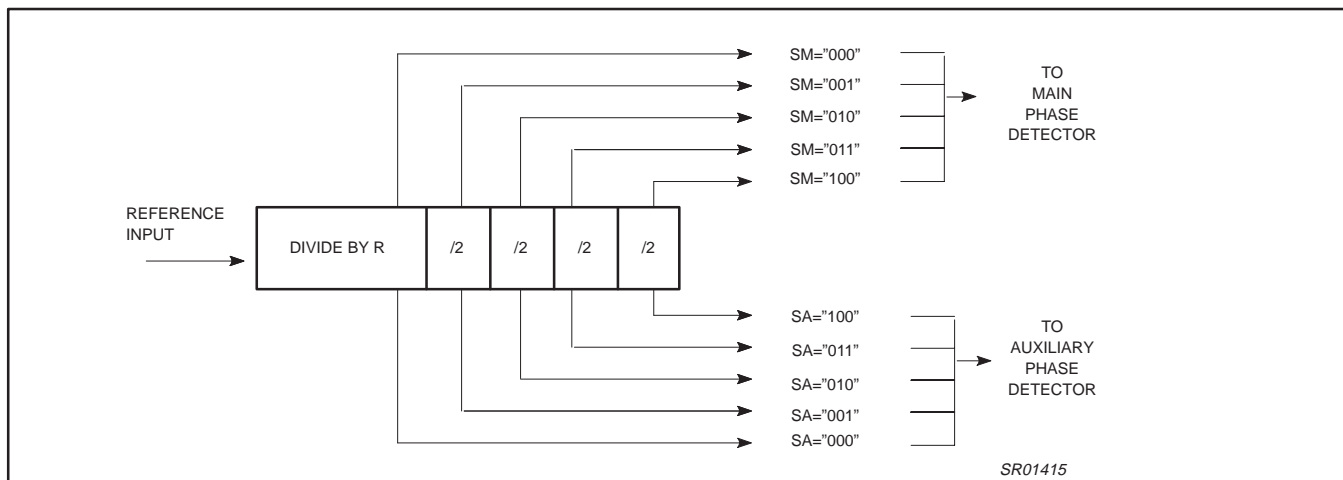 SM=”000”
SM=”001”
SM=”010”
SM=”011”
SM=”100”
TO
MAIN
PHASE
DETECTOR
REFERENCE
INPUT
DIVIDE BY R
/2
/2
/2
/2
SA=”100”
SA=”011”
SA=”010”
SA=”001”
SA=”000”
TO
AUXILIARY
PHASE
DETECTOR
SR01415